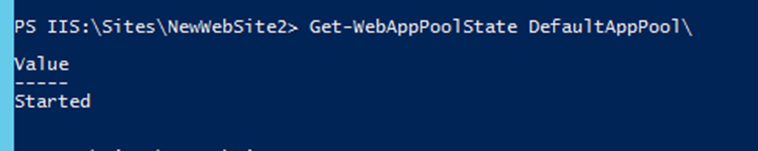 PS IIS:\Sites\NewWebSite2> Get-WebAppPoolState DefaultAppPool\
Value
-----
Started